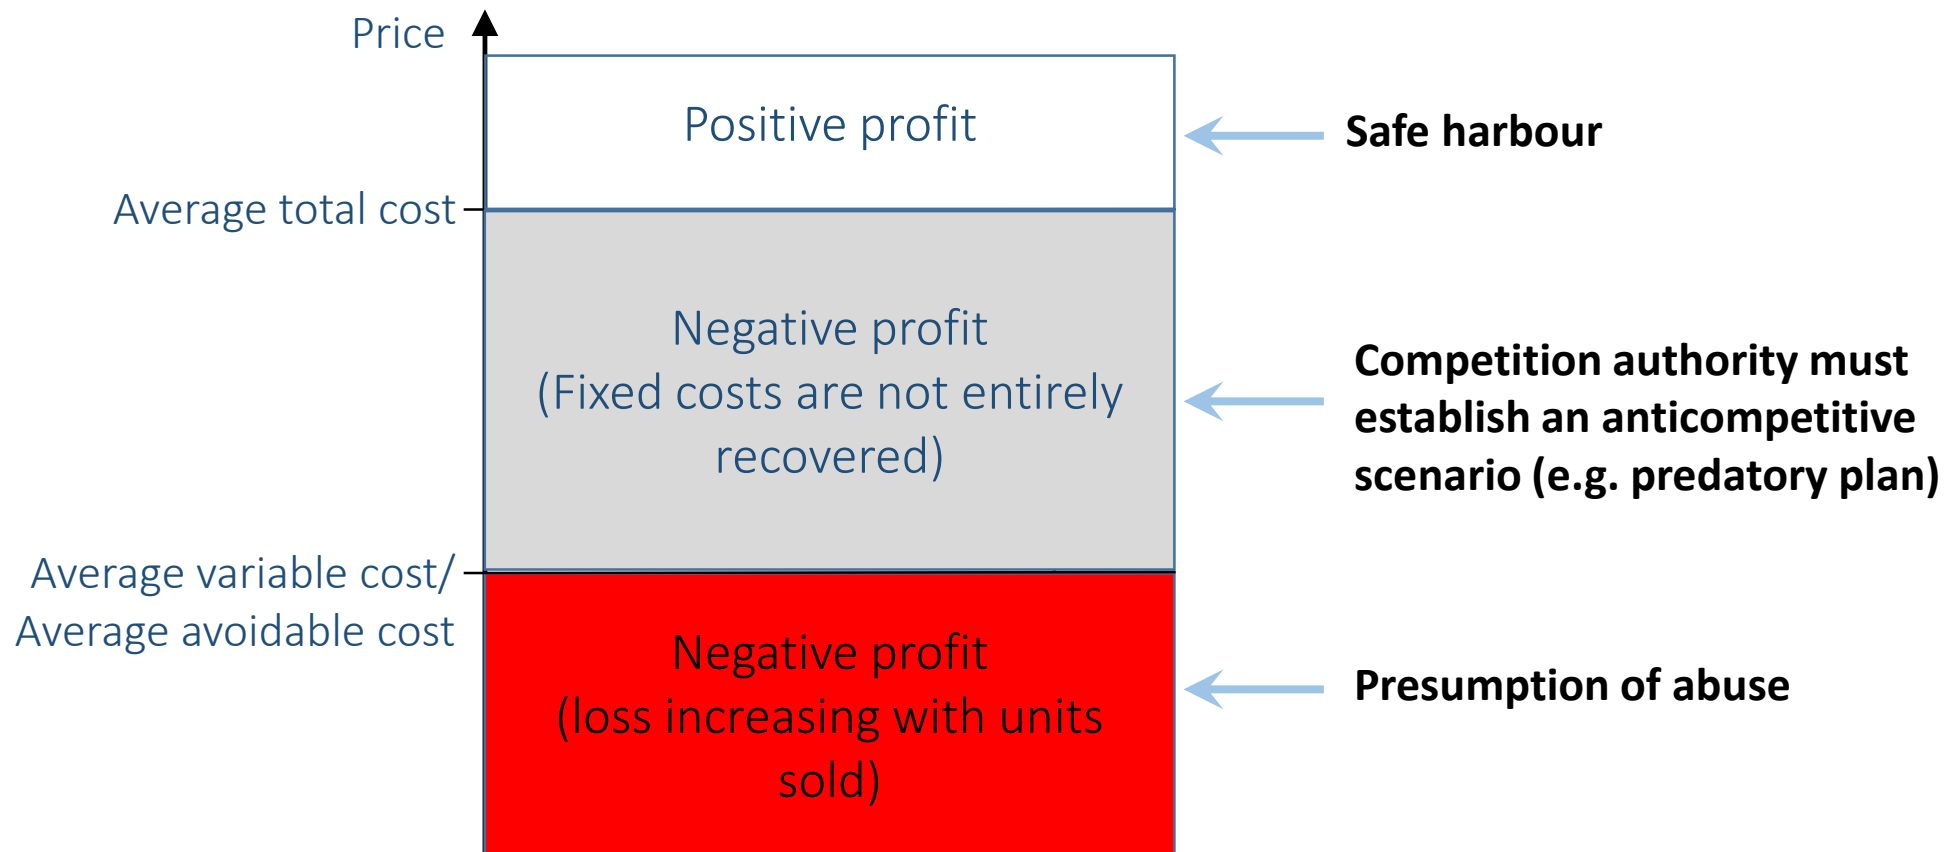 Price
Positive profit
Safe harbour
Average total cost
Negative profit
(Fixed costs are not entirely
recovered)
Competition authority must
establish an anticompetitive
scenario (e.g. predatory plan)
Average variable cost/
Average avoidable cost
Negative profit
(loss increasing with units
sold)
Presumption of abuse